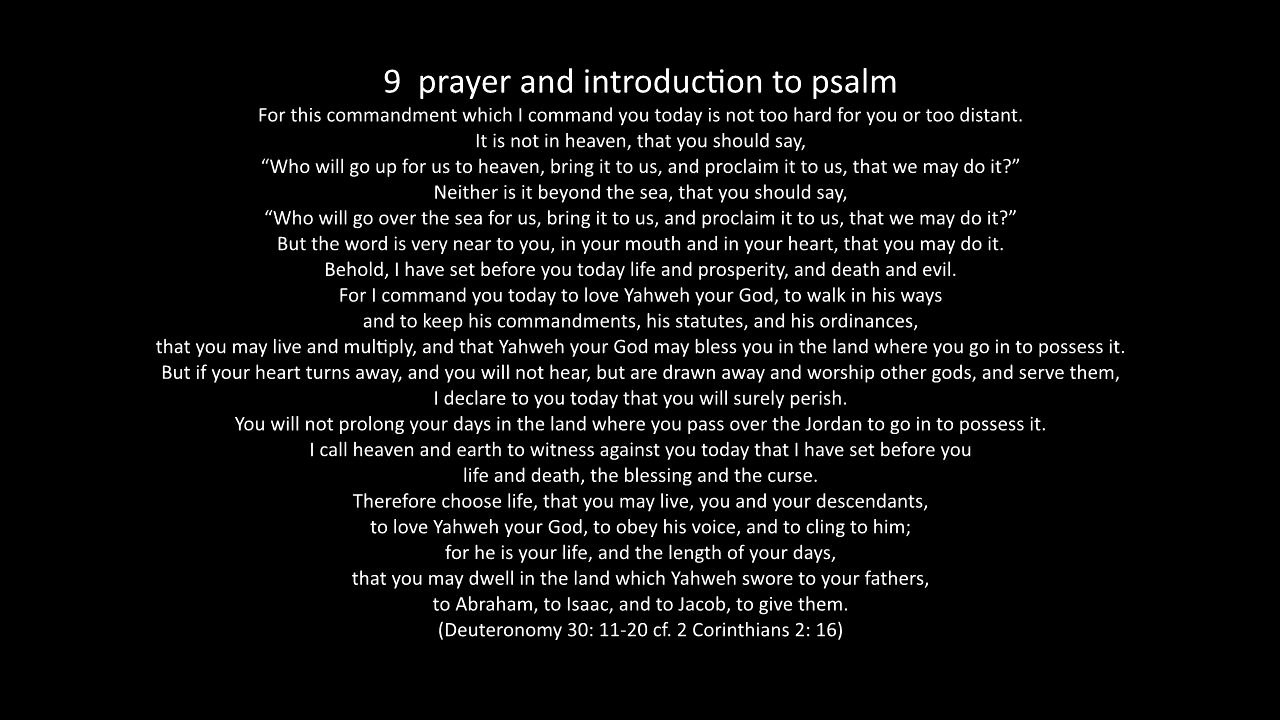 9  prayer and introduction to psalm
For this commandment which I command you today is not too hard for you or too distant.
It is not in heaven, that you should say,
“Who will go up for us to heaven, bring it to us, and proclaim it to us, that we may do it?”
Neither is it beyond the sea, that you should say,
“Who will go over the sea for us, bring it to us, and proclaim it to us, that we may do it?”
But the word is very near to you, in your mouth and in your heart, that you may do it.
Behold, I have set before you today life and prosperity, and death and evil.
For I command you today to love Yahweh your God, to walk in his ways
and to keep his commandments, his statutes, and his ordinances,
that you may live and multiply, and that Yahweh your God may bless you in the land where you go in to possess it.
But if your heart turns away, and you will not hear, but are drawn away and worship other gods, and serve them,
I declare to you today that you will surely perish.
You will not prolong your days in the land where you pass over the Jordan to go in to possess it.
I call heaven and earth to witness against you today that I have set before you
life and death, the blessing and the curse.
Therefore choose life, that you may live, you and your descendants,
to love Yahweh your God, to obey his voice, and to cling to him;
for he is your life, and the length of your days,
that you may dwell in the land which Yahweh swore to your fathers,
to Abraham, to Isaac, and to Jacob, to give them.
(Deuteronomy 30: 11-20 cf. 2 Corinthians 2: 16)